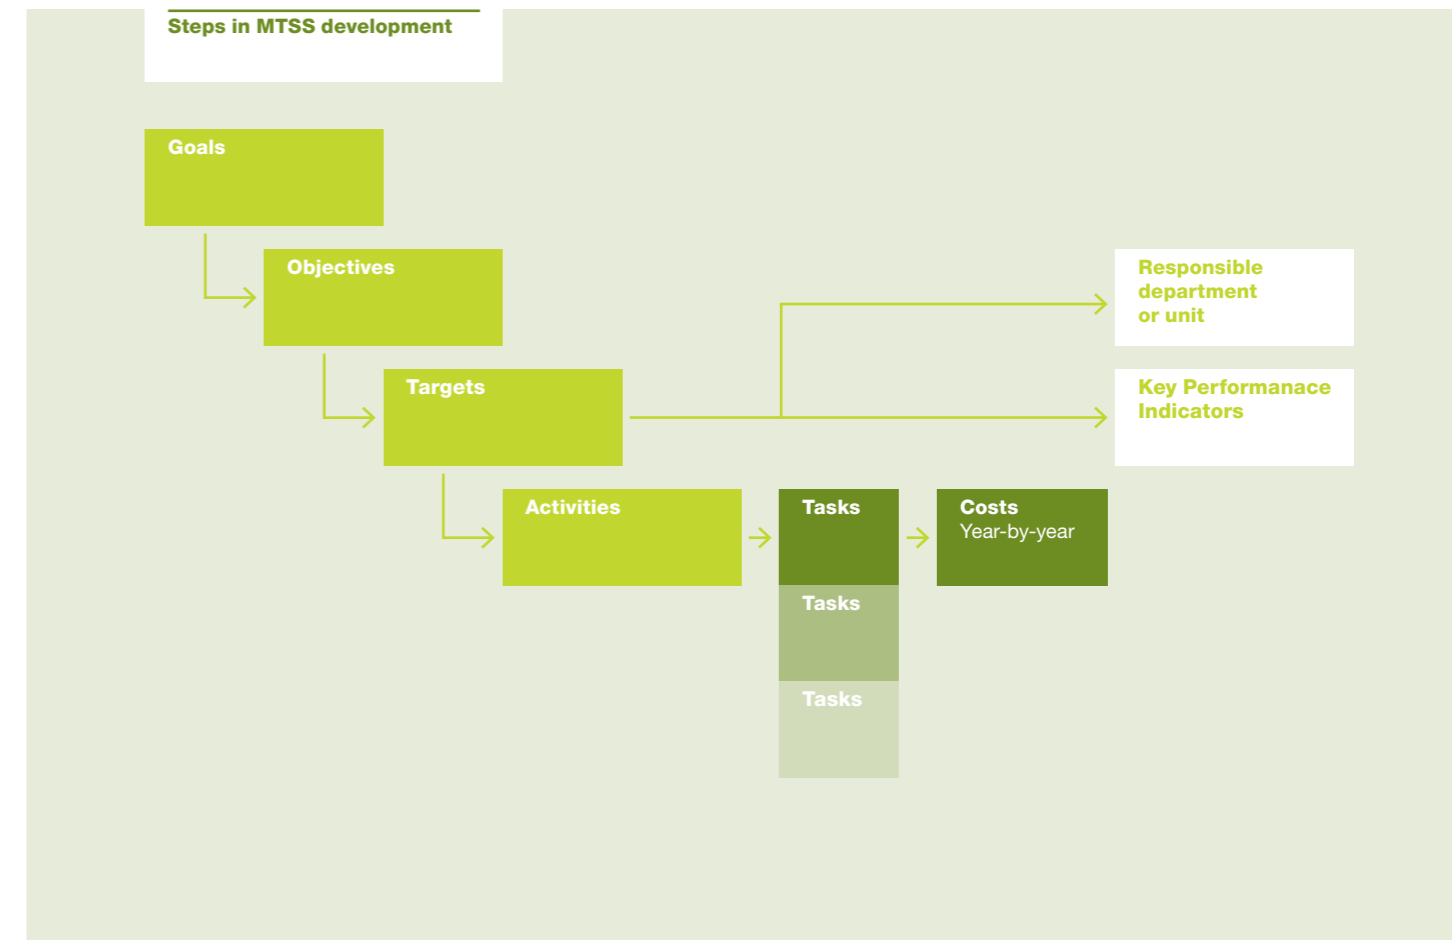 Steps in MTSS development
Goals
Objectives
Responsible
department
or unit
Targets
Key Performanace
Indicators
Activities
Tasks
Costs
Year-by-year
Tasks
Tasks